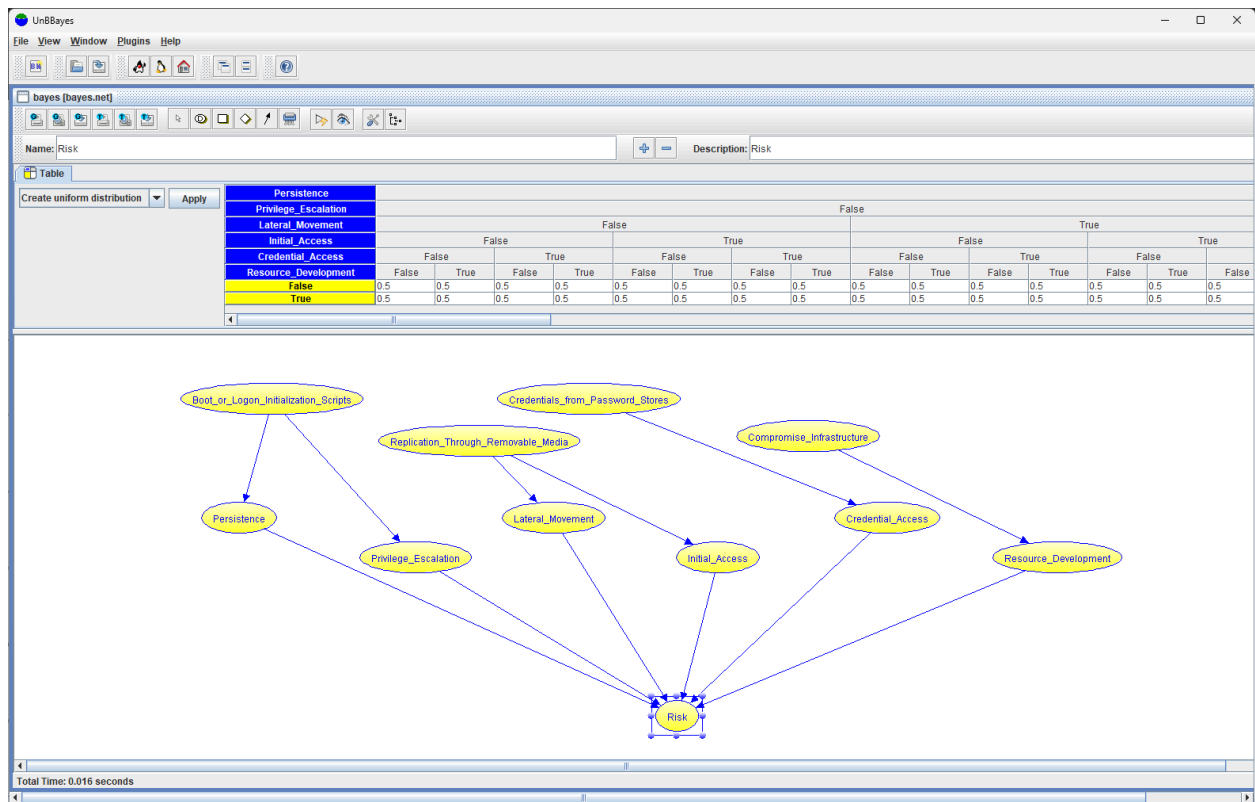 UnBBayes
File View Window Plugins Help
BN
bayes [bayes.net]
Name: Risk Description: Risk
Table
Create uniform distribution Apply
Persistence
Privilege_Escalation False
Lateral_Movement False True
Initial_Access False True False True
Credential_Access False True False True False True False
Resource_Development False True False True False True False True False True False True False True False
False 0.5 0.5 0.5 0.5 0.5 0.5 0.5 0.5 0.5 0.5 0.5 0.5 0.5 0.5 0.5
True 0.5 0.5 0.5 0.5 0.5 0.5 0.5 0.5 0.5 0.5 0.5 0.5 0.5 0.5 0.5
Boot_or_Logon_Initialization_Scripts
Credentials_from_Password_Stores
Replication_Through_Removable_Media
Compromise_Infrastructure
Persistence
Lateral_Movement
Credential_Access
Privilege_Escalation
Initial_Access
Resource_Development
Risk
Total Time: 0.016 seconds